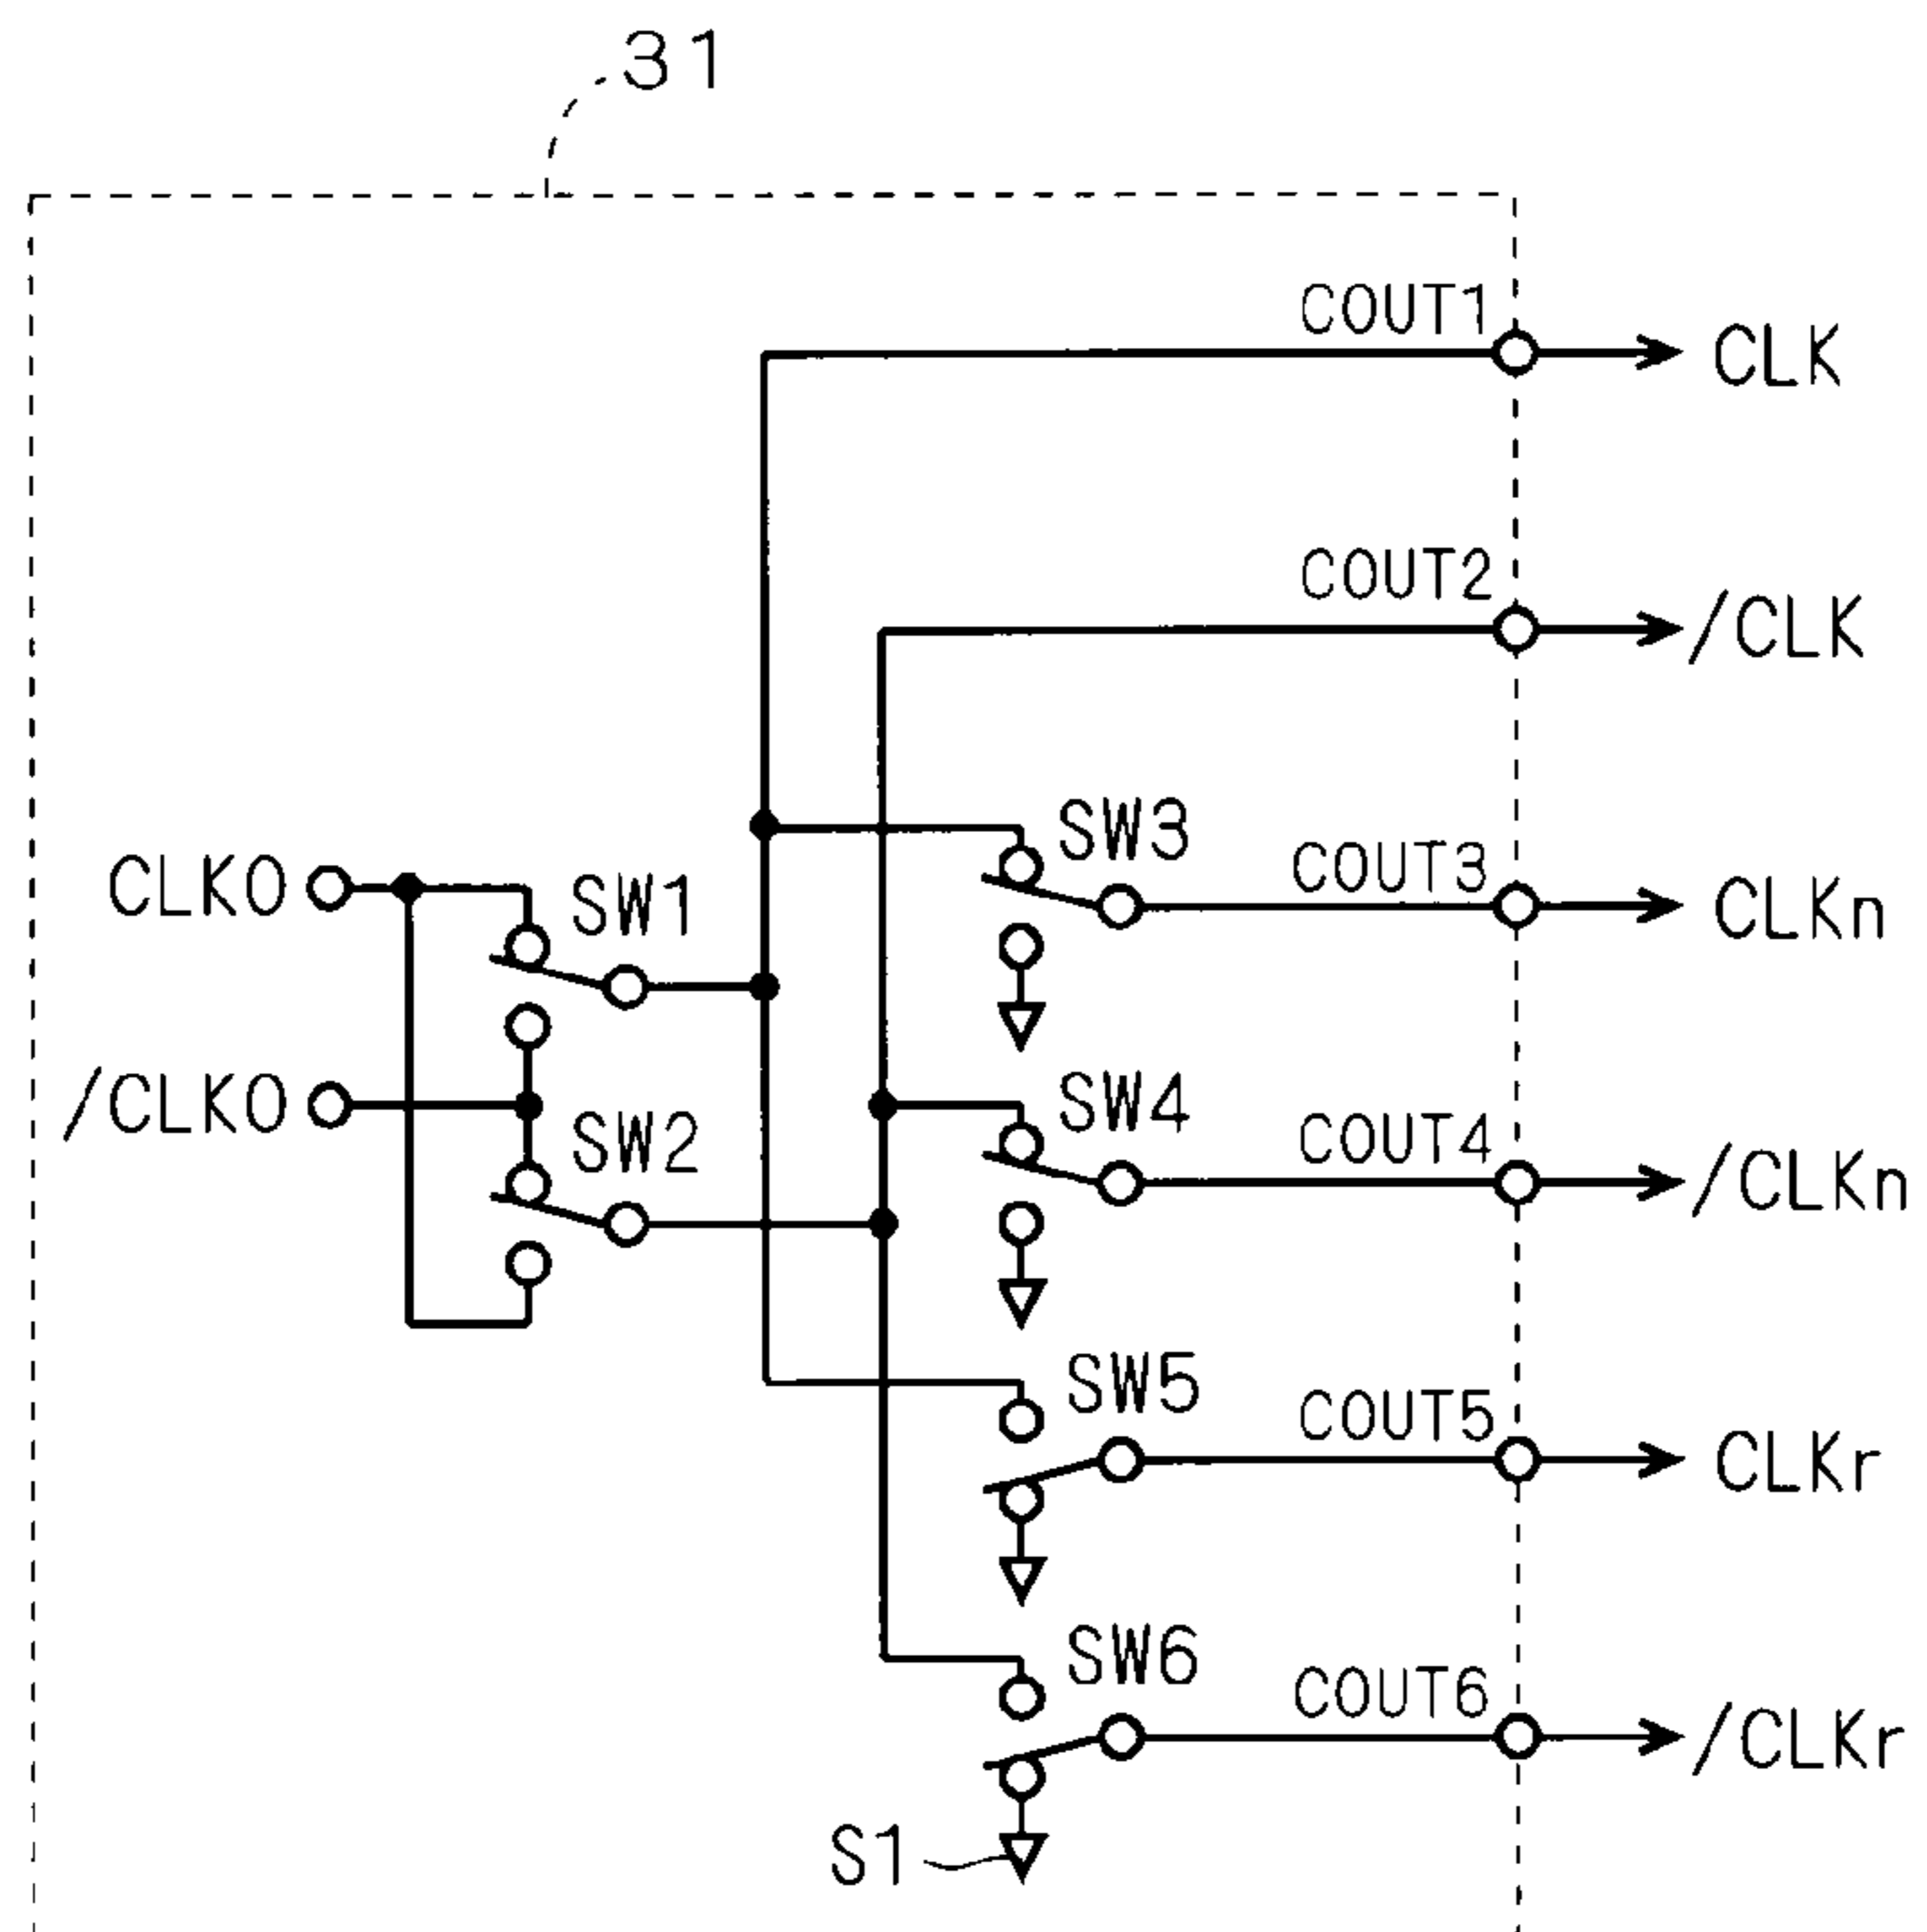 31
COUT1
CLK
COUT2
/CLK
SW3
COUT3
CLKn
CLK0
SW1
/CLK0
SW2
SW4
COUT4
/CLKn
SW5
COUT5
CLKr
SW6
COUT6
/CLKr
S1